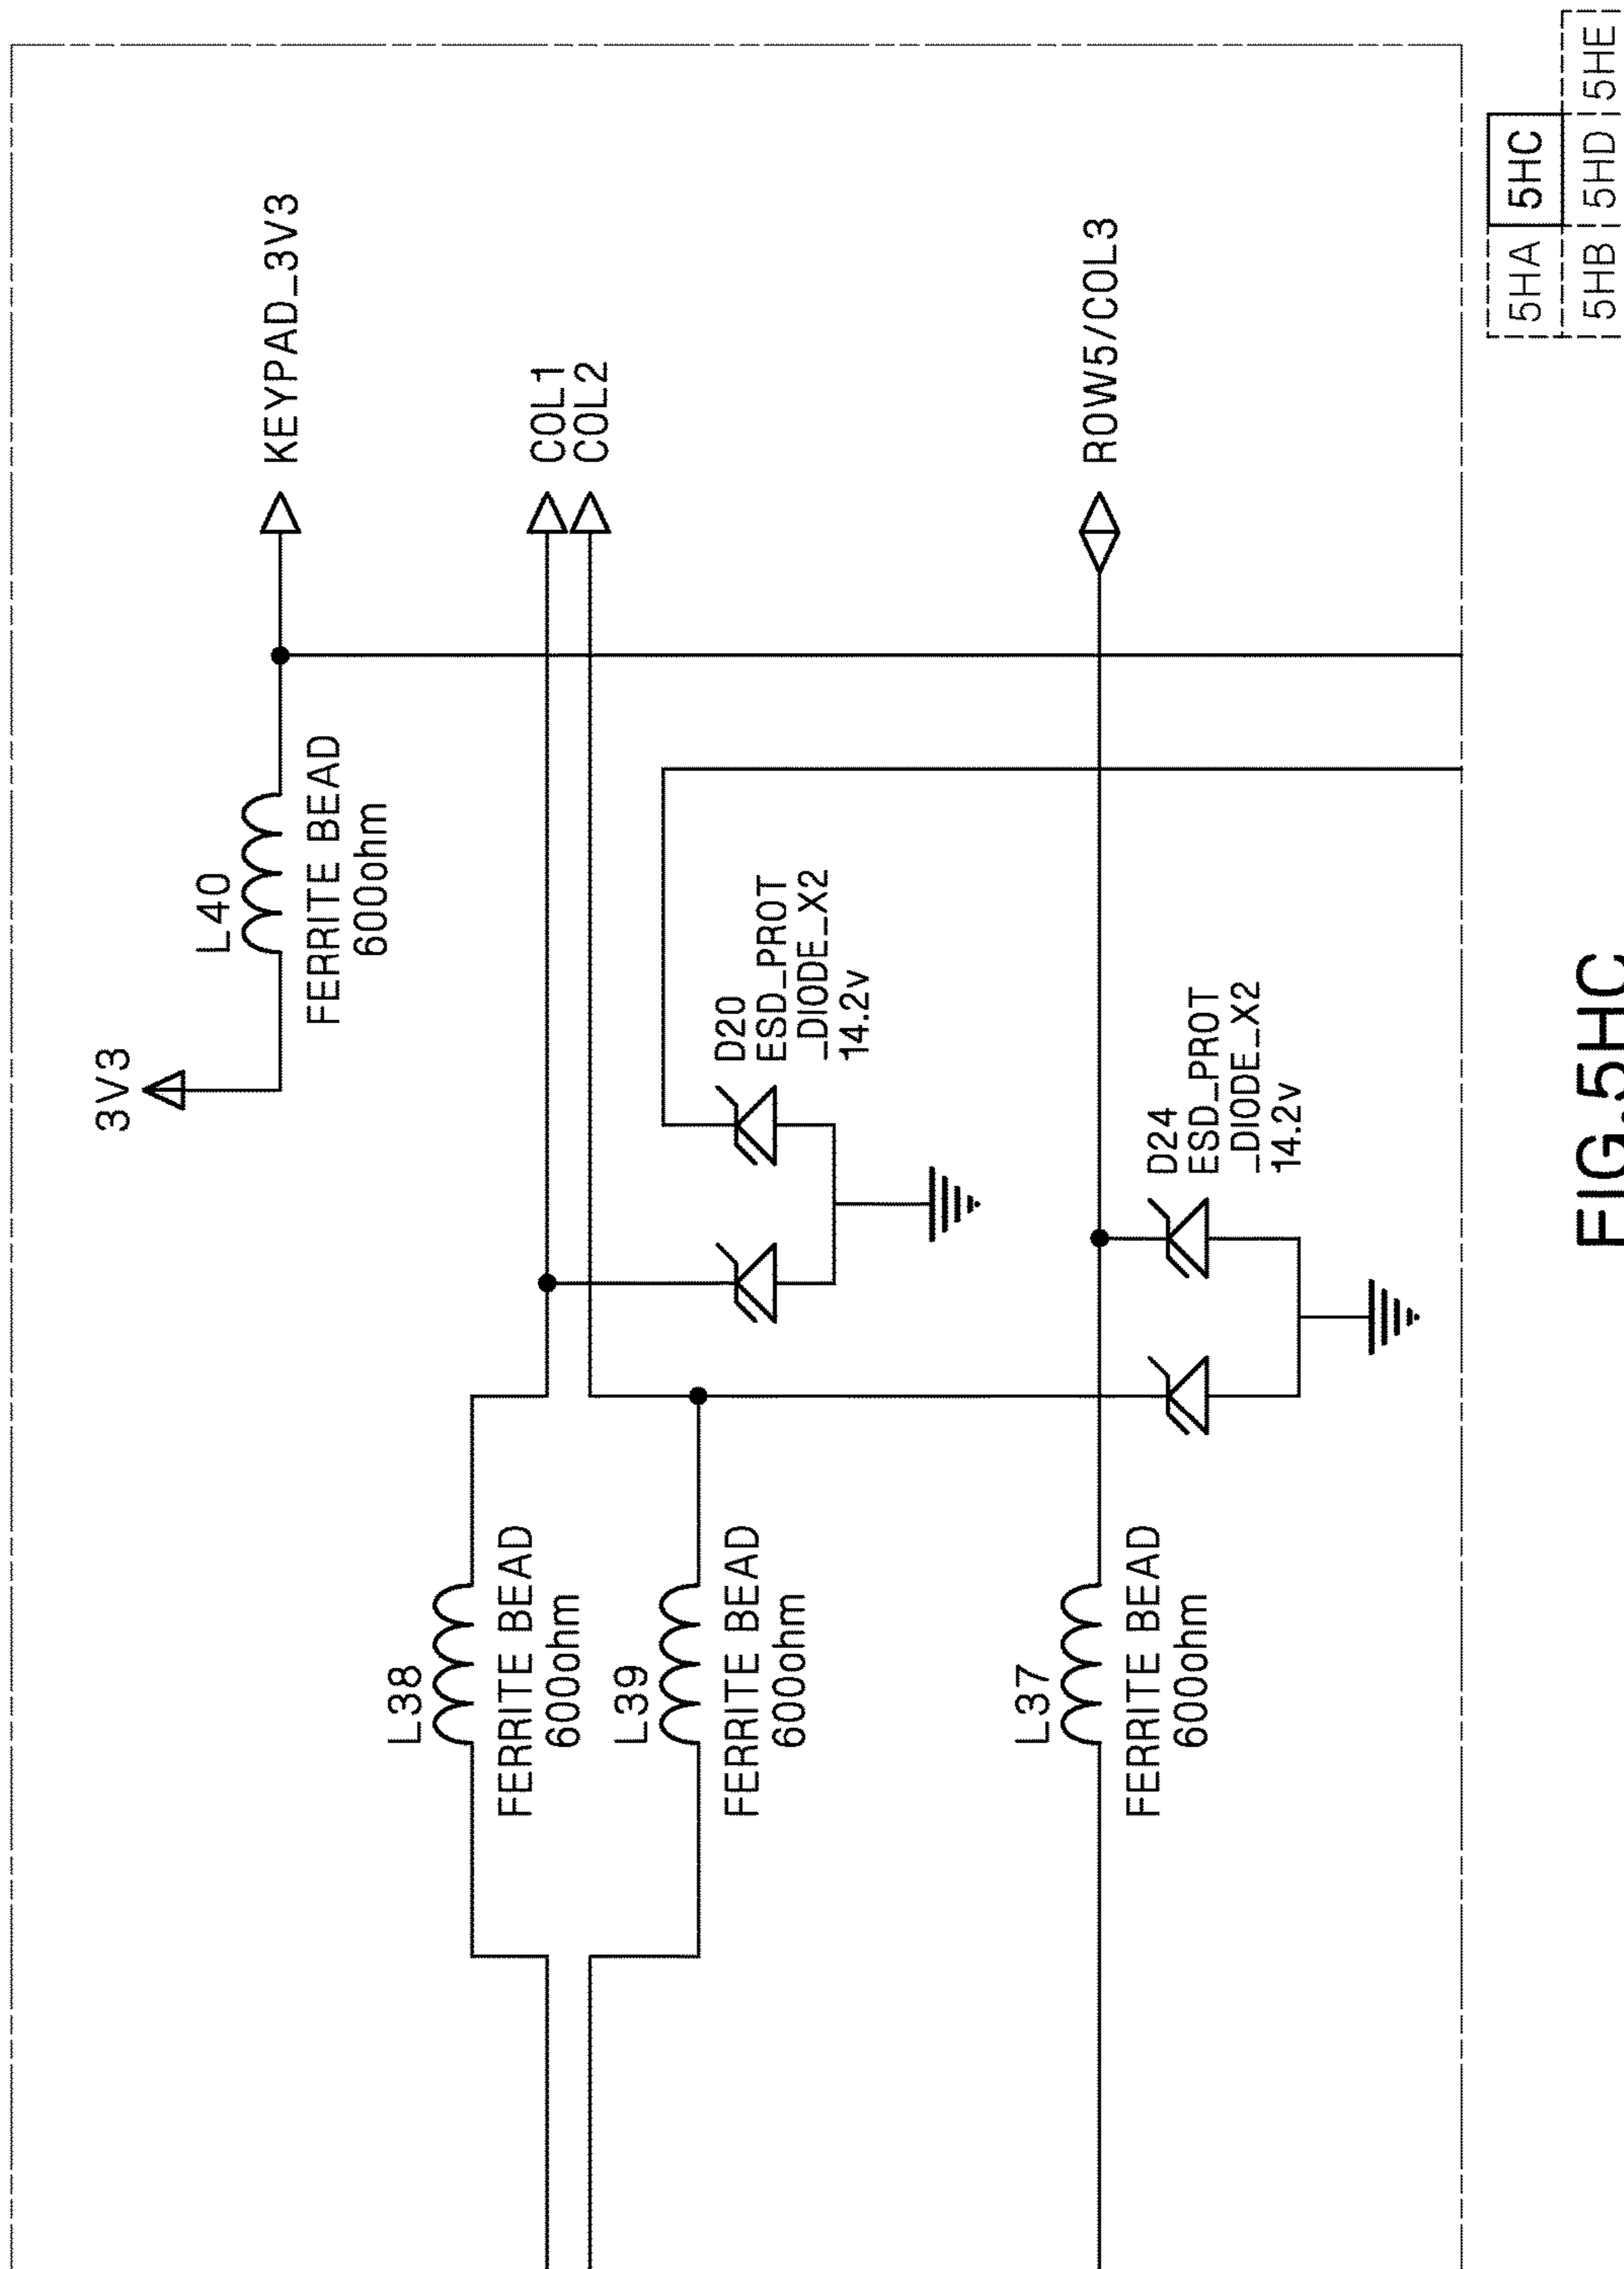 3V3
L40
FERRITE BEAD
600ohm
KEYPAD_3V3
L38
FERRITE BEAD
600ohm
COL1
COL2
L39
FERRITE BEAD
600ohm
D20
ESD_PROT
_DIODE_X2
14.2v
L37
FERRITE BEAD
600ohm
ROW5/COL3
D24
ESD_PROT
_DIODE_X2
14.2v
5HA 5HC
5HB 5HD 5HE
FIG.5HC